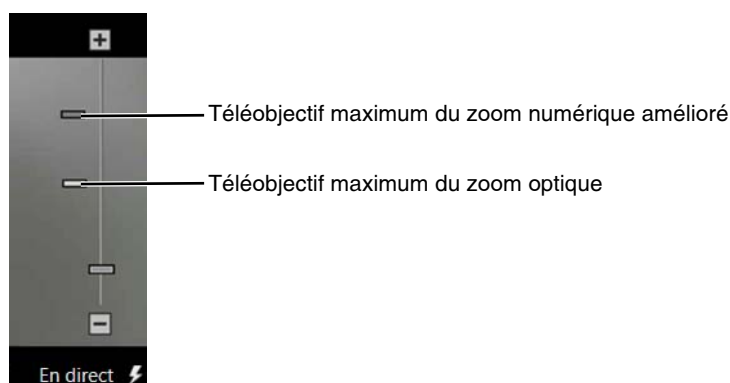 Téléobjectif maximum du zoom numérique amélioré
Téléobjectif maximum du zoom optique
En direct